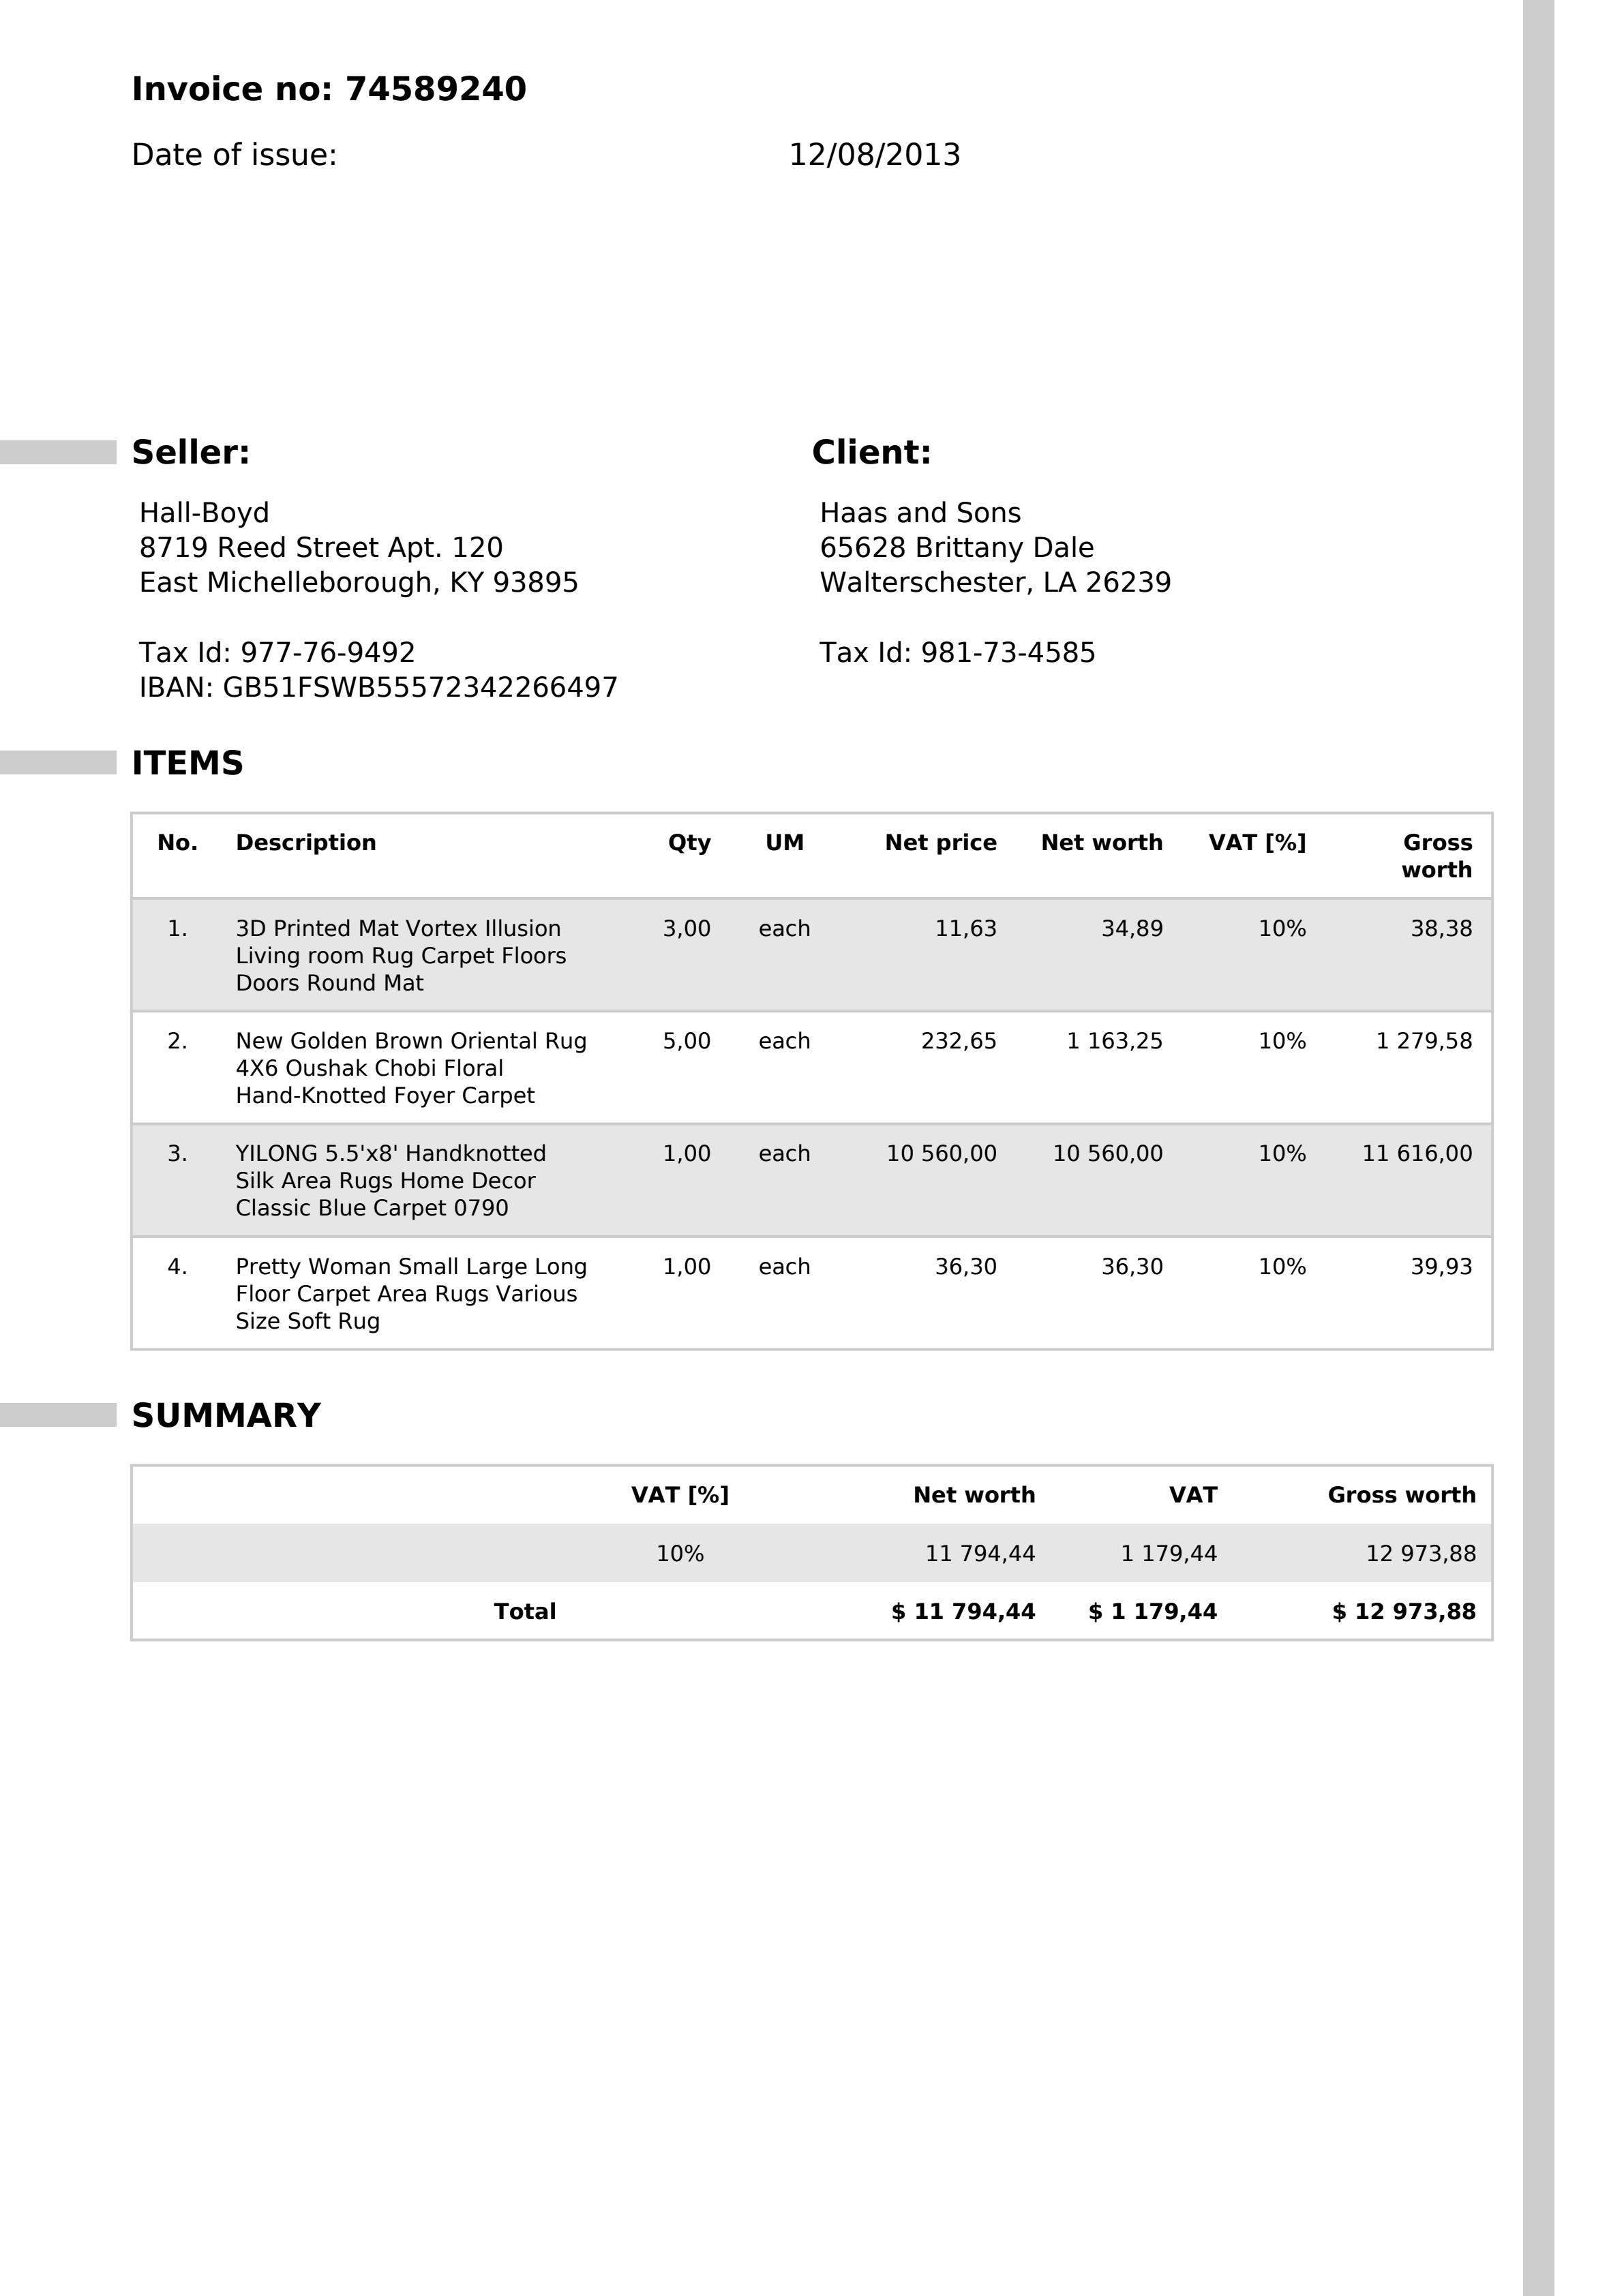 Invoice no: 74589240
Date of issue: 12/08/2013
Seller: Client:
Hall-Boyd Haas and Sons
8719 Reed Street Apt. 120 65628 Brittany Dale
East Michelleborough, KY 93895 Walterschester, LA 26239
Tax Id: 977-76-9492 Tax Id: 981-73-4585
IBAN: GB51FSWB55572342266497
ITEMS
No. Description Qty UM Net price Net worth VAT [%] Gross
worth
1. 3D Printed Mat Vortex Illusion 3,00 each 11,63 34,89 10% 38,38
Living room Rug Carpet Floors
Doors Round Mat
2. New Golden Brown Oriental Rug 5,00 each 232,65 1 163,25 10% 1 279,58
4X6 Oushak Chobi Floral
Hand-Knotted Foyer Carpet
3. YILONG 5.5'x8' Handknotted 1,00 each 10 560,00 10 560,00 10% 11 616,00
Silk Area Rugs Home Decor
Classic Blue Carpet 0790
4. Pretty Woman Small Large Long 1,00 each 36,30 36,30 10% 39,93
Floor Carpet Area Rugs Various
Size Soft Rug
SUMMARY
VAT [%] Net worth VAT Gross worth
10% 11 794,44 1 179,44 12 973,88
Total $ 11 794,44 $ 1 179,44 $ 12 973,88